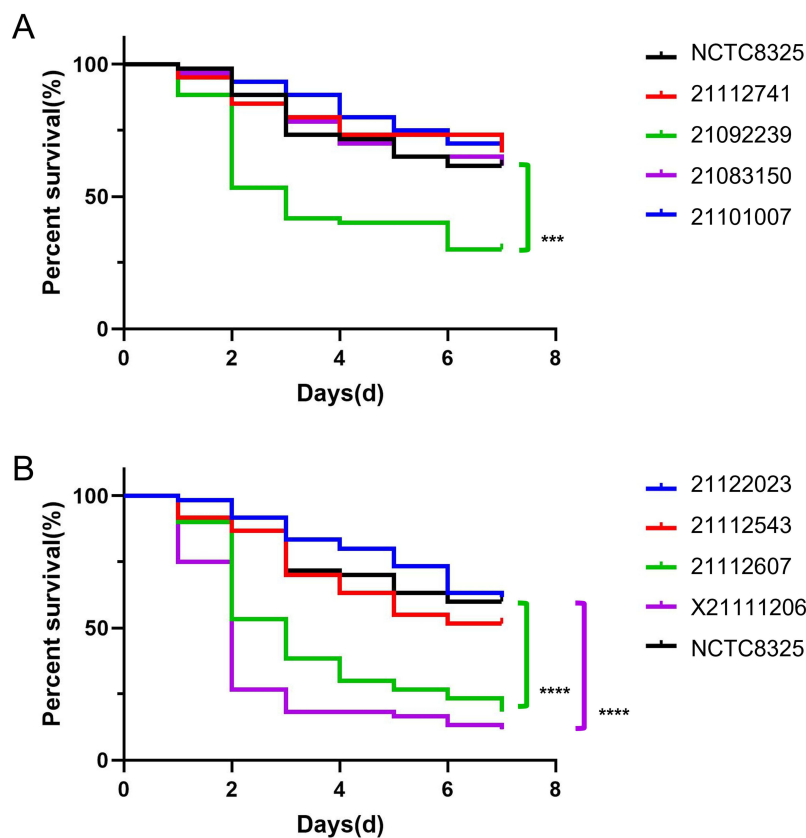 A
Percent survival(%)
100
50
0
0 2 4 6 8
Days(d)
***
NCTC8325
21112741
21092239
21083150
21101007
B
Percent survival(%)
100
50
0
0 2 4 6 8
Days(d)
****
****
21122023
21112543
21112607
X21111206
NCTC8325